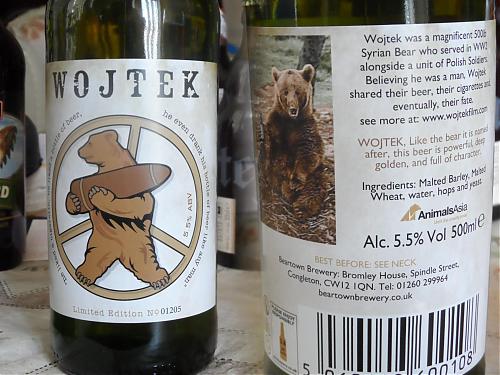 WOJTEK
he even drank his bottle of beer like any man"
5.5% ABV
Limited Edition No 01205
Wojtek was a magnificent 500lb
Syrian Bear who served in WW2
alongside a unit of Polish Soldiers.
Believing he was a man, Wojtek
shared their beer, their cigarettes and
eventually, their fate.
see more at: www.wojtekfilm.com
WOJTEK, Like the bear it is named
after, this beer is powerful, deep
golden, and full of character.
Ingredients: Malted Barley, Malted
Wheat, water, hops and yeast.
AnimalsAsia
Alc. 5.5% Vol 500ml e
BEST BEFORE: SEE NECK
Beartown Brewery: Bromley House, Spindle Street,
Congleton, CW12 1QN. Tel: 01260 299964
beartownbrewery.co.uk